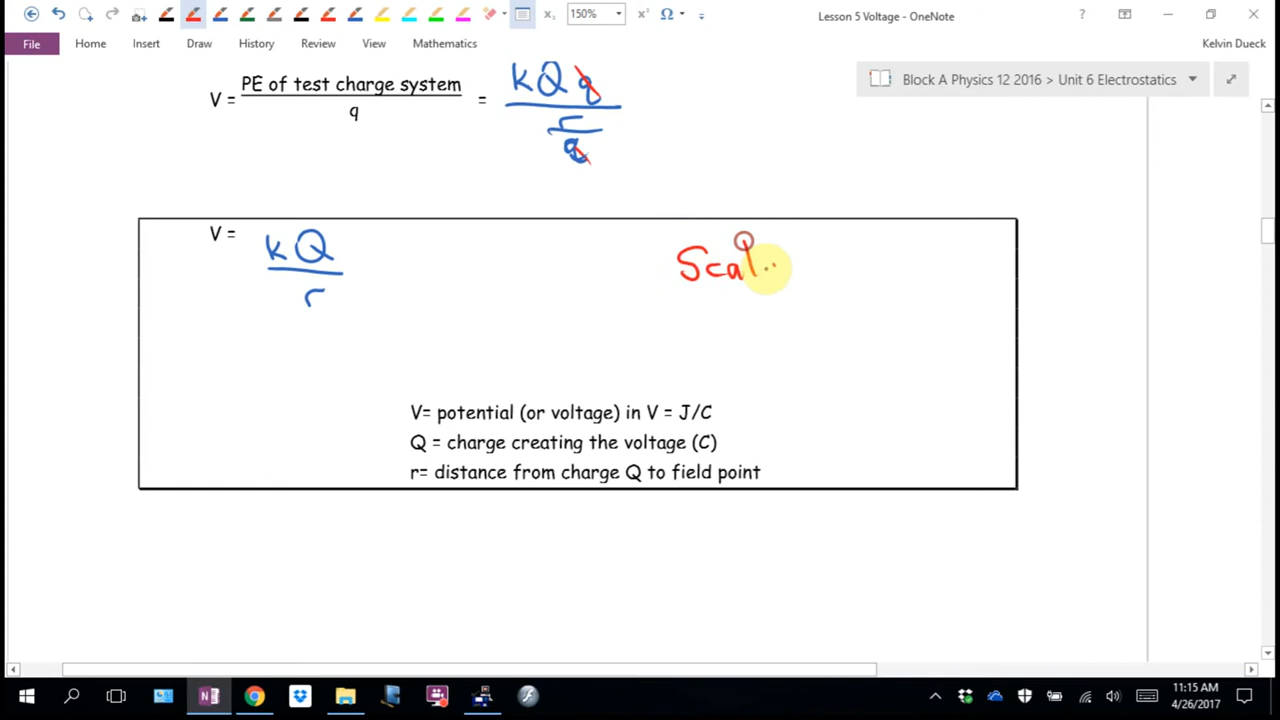 150%
Lesson 5 Voltage - OneNote
File Home Insert Draw History Review View Mathematics
Kelvin Dueck
Block A Physics 12 2016 > Unit 6 Electrostatics
V = PE of test charge system / q = kQq / r / q
V = kQ / r
Scal
V= potential (or voltage) in V = J/C
Q = charge creating the voltage (C)
r= distance from charge Q to field point
11:15 AM
4/26/2017